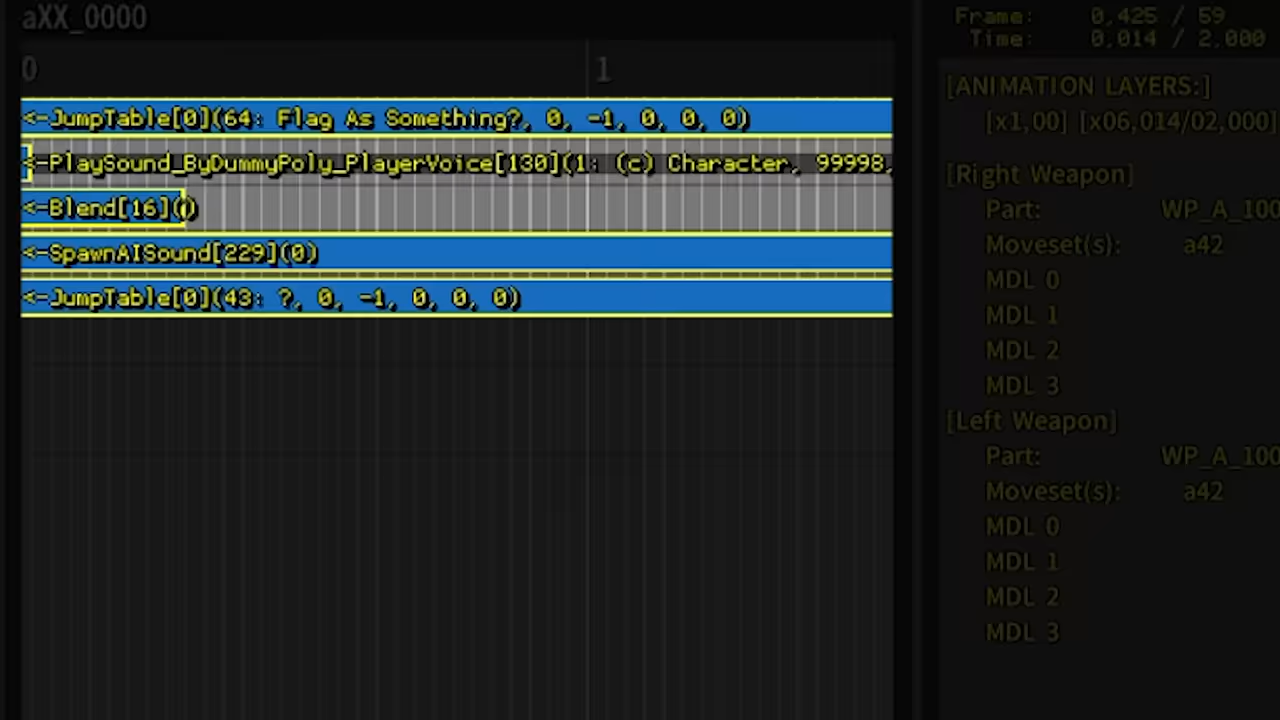 aXX_0000
0 1
<-JumpTable[0](64: Flag As Something?, 0, -1, 0, 0, 0)
<-PlaySound_ByDummyPoly_PlayerVoice[130](1: (c) Character, 99998,
<-Blend[16]()
<-SpawnAISound[229](0)
<-JumpTable[0](43: ?, 0, -1, 0, 0, 0)
Frame: 0,425 / 59
Time: 0,014 / 2,000
[ANIMATION LAYERS:]
[x1,00] [x06,014/02,000]
[Right Weapon]
Part: WP_A_100
Moveset(s): a42
MDL 0
MDL 1
MDL 2
MDL 3
[Left Weapon]
Part: WP_A_100
Moveset(s): a42
MDL 0
MDL 1
MDL 2
MDL 3